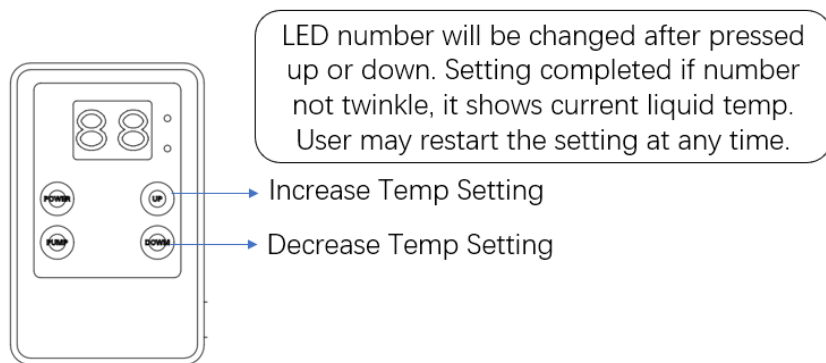 LED number will be changed after pressed
up or down. Setting completed if number
not twinkle, it shows current liquid temp.
User may restart the setting at any time.
88
POWER UP Increase Temp Setting
PUMP DOWM Decrease Temp Setting